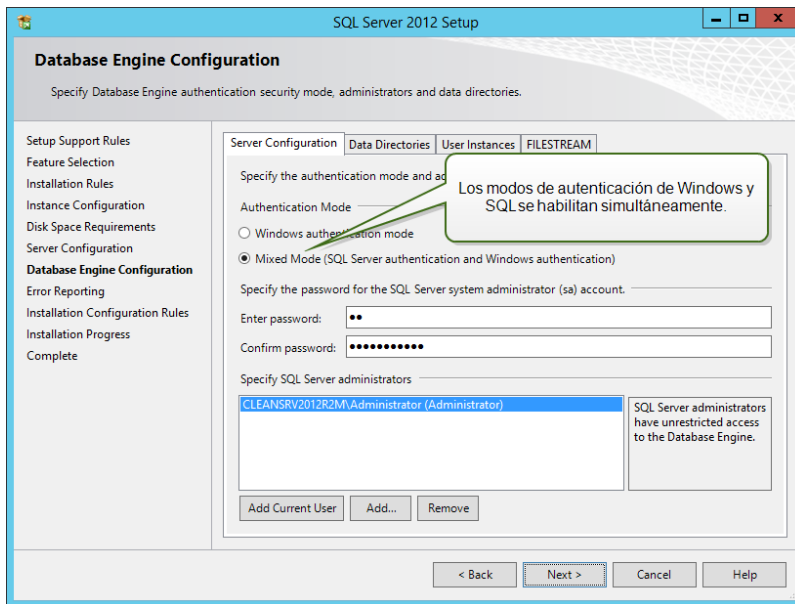 SQL Server 2012 Setup
Database Engine Configuration
Specify Database Engine authentication security mode, administrators and data directories.
Setup Support Rules
Feature Selection
Installation Rules
Instance Configuration
Disk Space Requirements
Server Configuration
Database Engine Configuration
Error Reporting
Installation Configuration Rules
Installation Progress
Complete
Server Configuration
Data Directories
User Instances
FILESTREAM
Specify the authentication mode and
Los modos de autenticación de Windows y
SQL se habilitan simultáneamente.
Authentication Mode
Windows authentication mode
Mixed Mode (SQL Server authentication and Windows authentication)
Specify the password for the SQL Server system administrator (sa) account.
Enter password:
Confirm password:
Specify SQL Server administrators
CLEANSRV2012R2M\Administrator (Administrator)
SQL Server administrators
have unrestricted access
to the Database Engine.
Add Current User
Add...
Remove
< Back
Next >
Cancel
Help